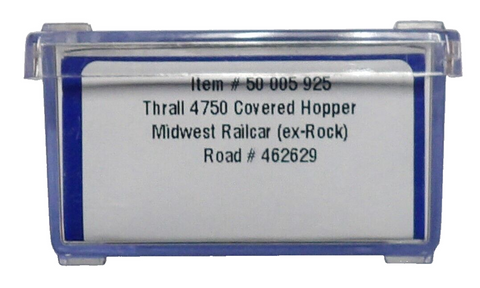 Item # 50 005 925
Thrall 4750 Covered Hopper
Midwest Railcar (ex-Rock)
Road # 462629